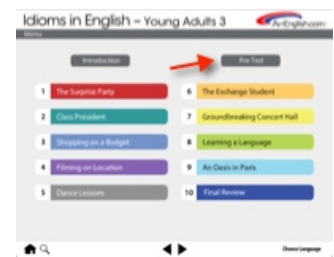 Idioms in English – Young Adults 3
AvEnglish.com
Menu
Introduction
Pre Test
1 The Surprise Party
2 Class President
3 Shopping on a Budget
4 Filming on Location
5 Dance Lessons
6 The Exchange Student
7 Groundbreaking Concert Hall
8 Learning a Language
9 An Oasis in Paris
10 Final Review
Choose Language